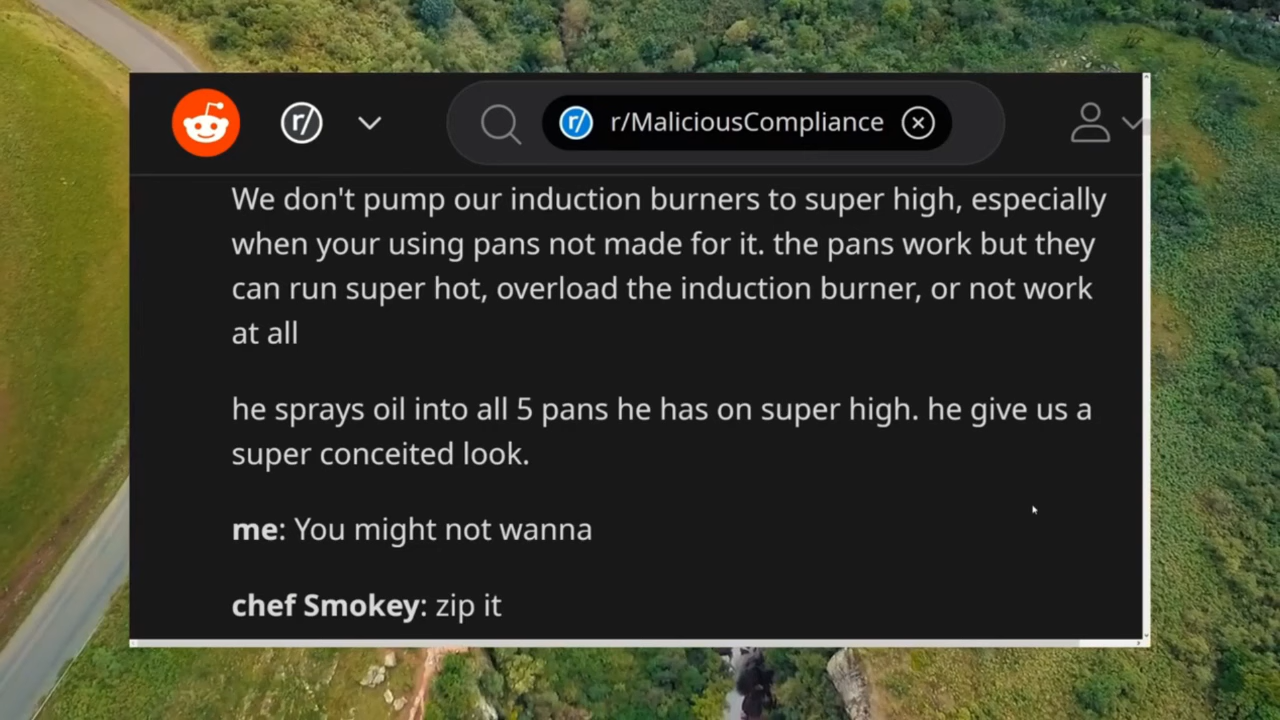 r/
r/ r/MaliciousCompliance
We don't pump our induction burners to super high, especially
when your using pans not made for it. the pans work but they
can run super hot, overload the induction burner, or not work
at all
he sprays oil into all 5 pans he has on super high. he give us a
super conceited look.
me: You might not wanna
chef Smokey: zip it